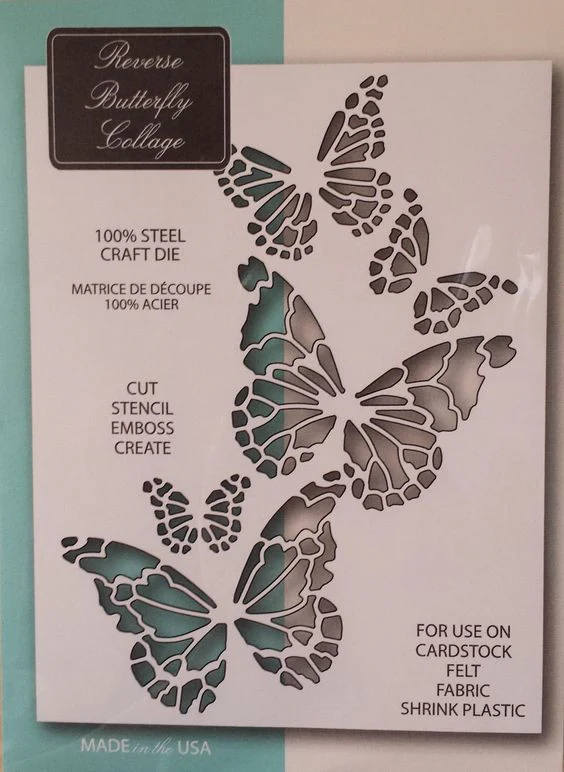 Reverse
Butterfly
Collage
100% STEEL
CRAFT DIE
MATRICE DE DÉCOUPE
100% ACIER
CUT
STENCIL
EMBOSS
CREATE
FOR USE ON
CARDSTOCK
FELT
FABRIC
SHRINK PLASTIC
MADE in the USA